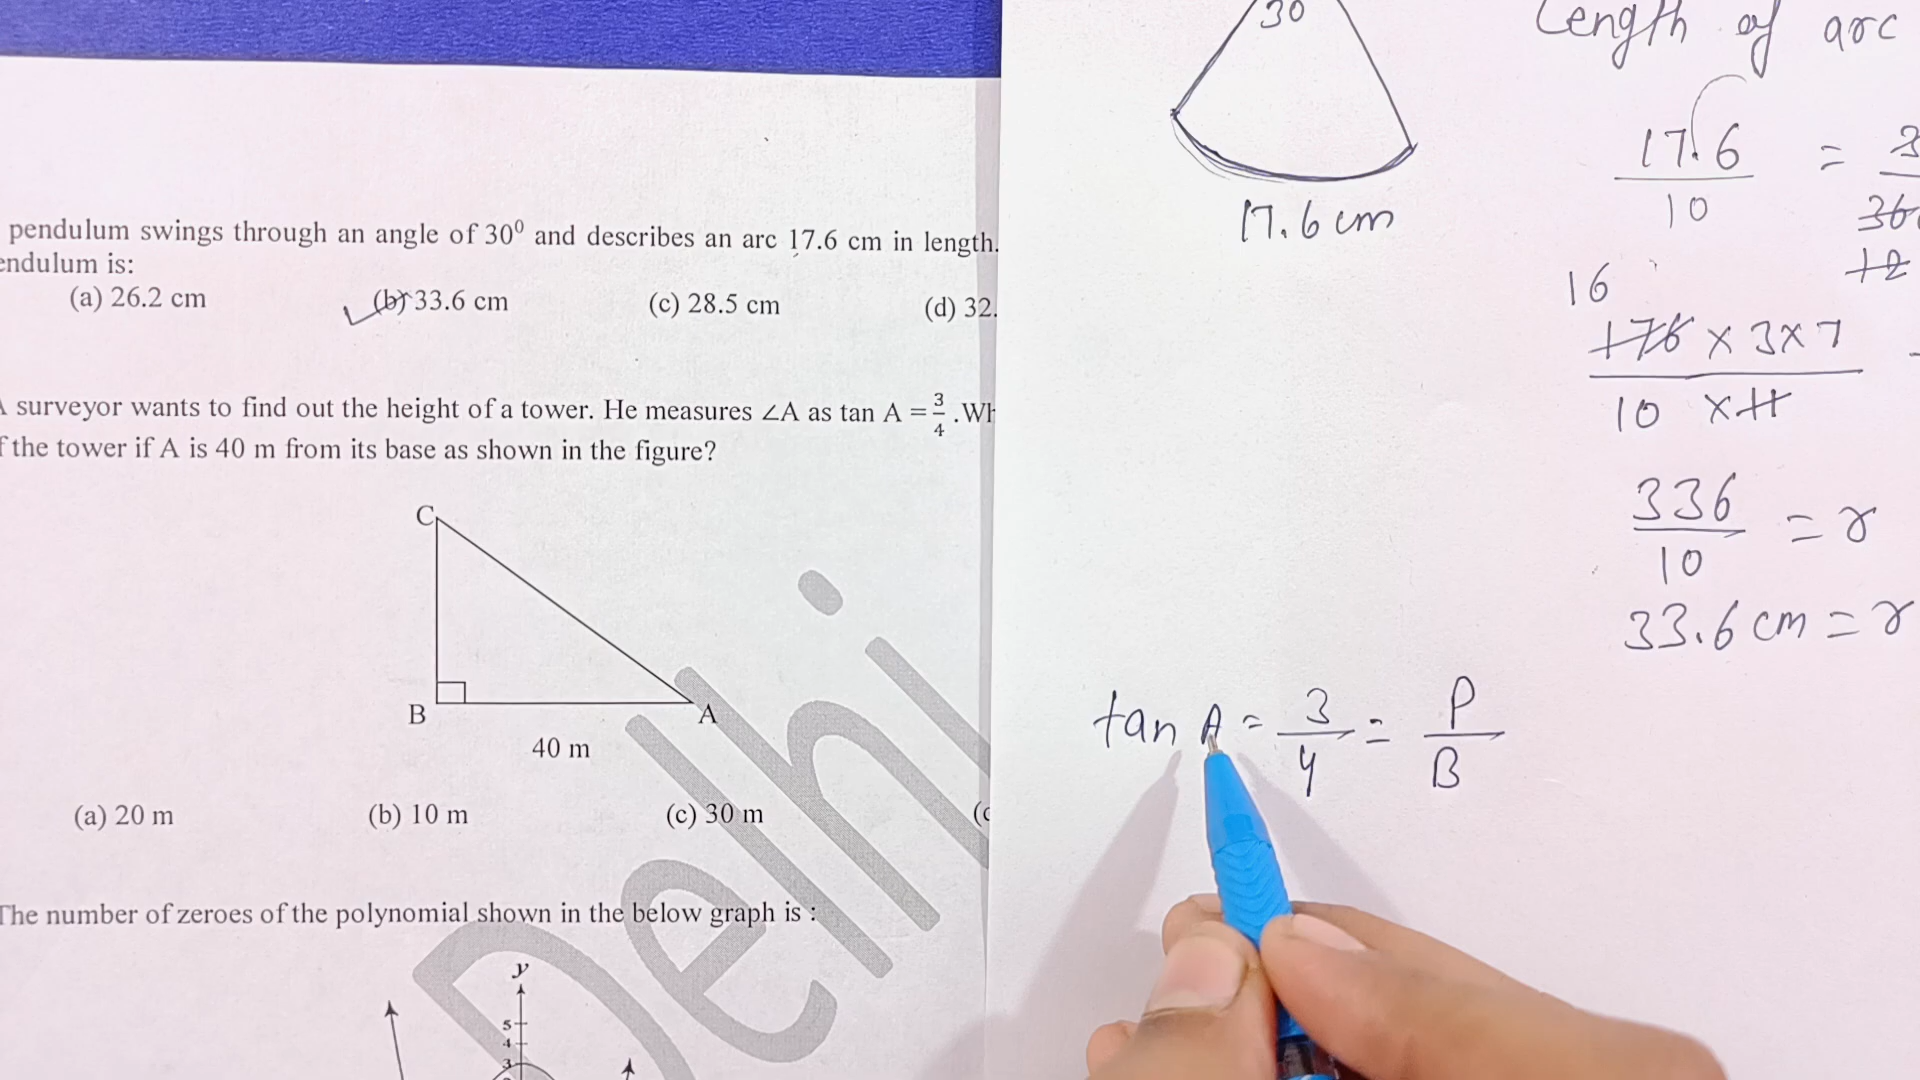 pendulum swings through an angle of 30⁰ and describes an arc 17.6 cm in length.
endulum is:
(a) 26.2 cm (b) 33.6 cm (c) 28.5 cm (d) 32.
A surveyor wants to find out the height of a tower. He measures ∠A as tan A = 3/4 .Wh
f the tower if A is 40 m from its base as shown in the figure?
C
B A
40 m
(a) 20 m (b) 10 m (c) 30 m (c
The number of zeroes of the polynomial shown in the below graph is :
y
5
4
3
Delhi
30
17.6 cm
Length of arc
17.6 / 10 = 3
36
12
16
176 × 3 × 7
10 × 11
336 / 10 = r
33.6 cm = r
tan A = 3/4 = P/B